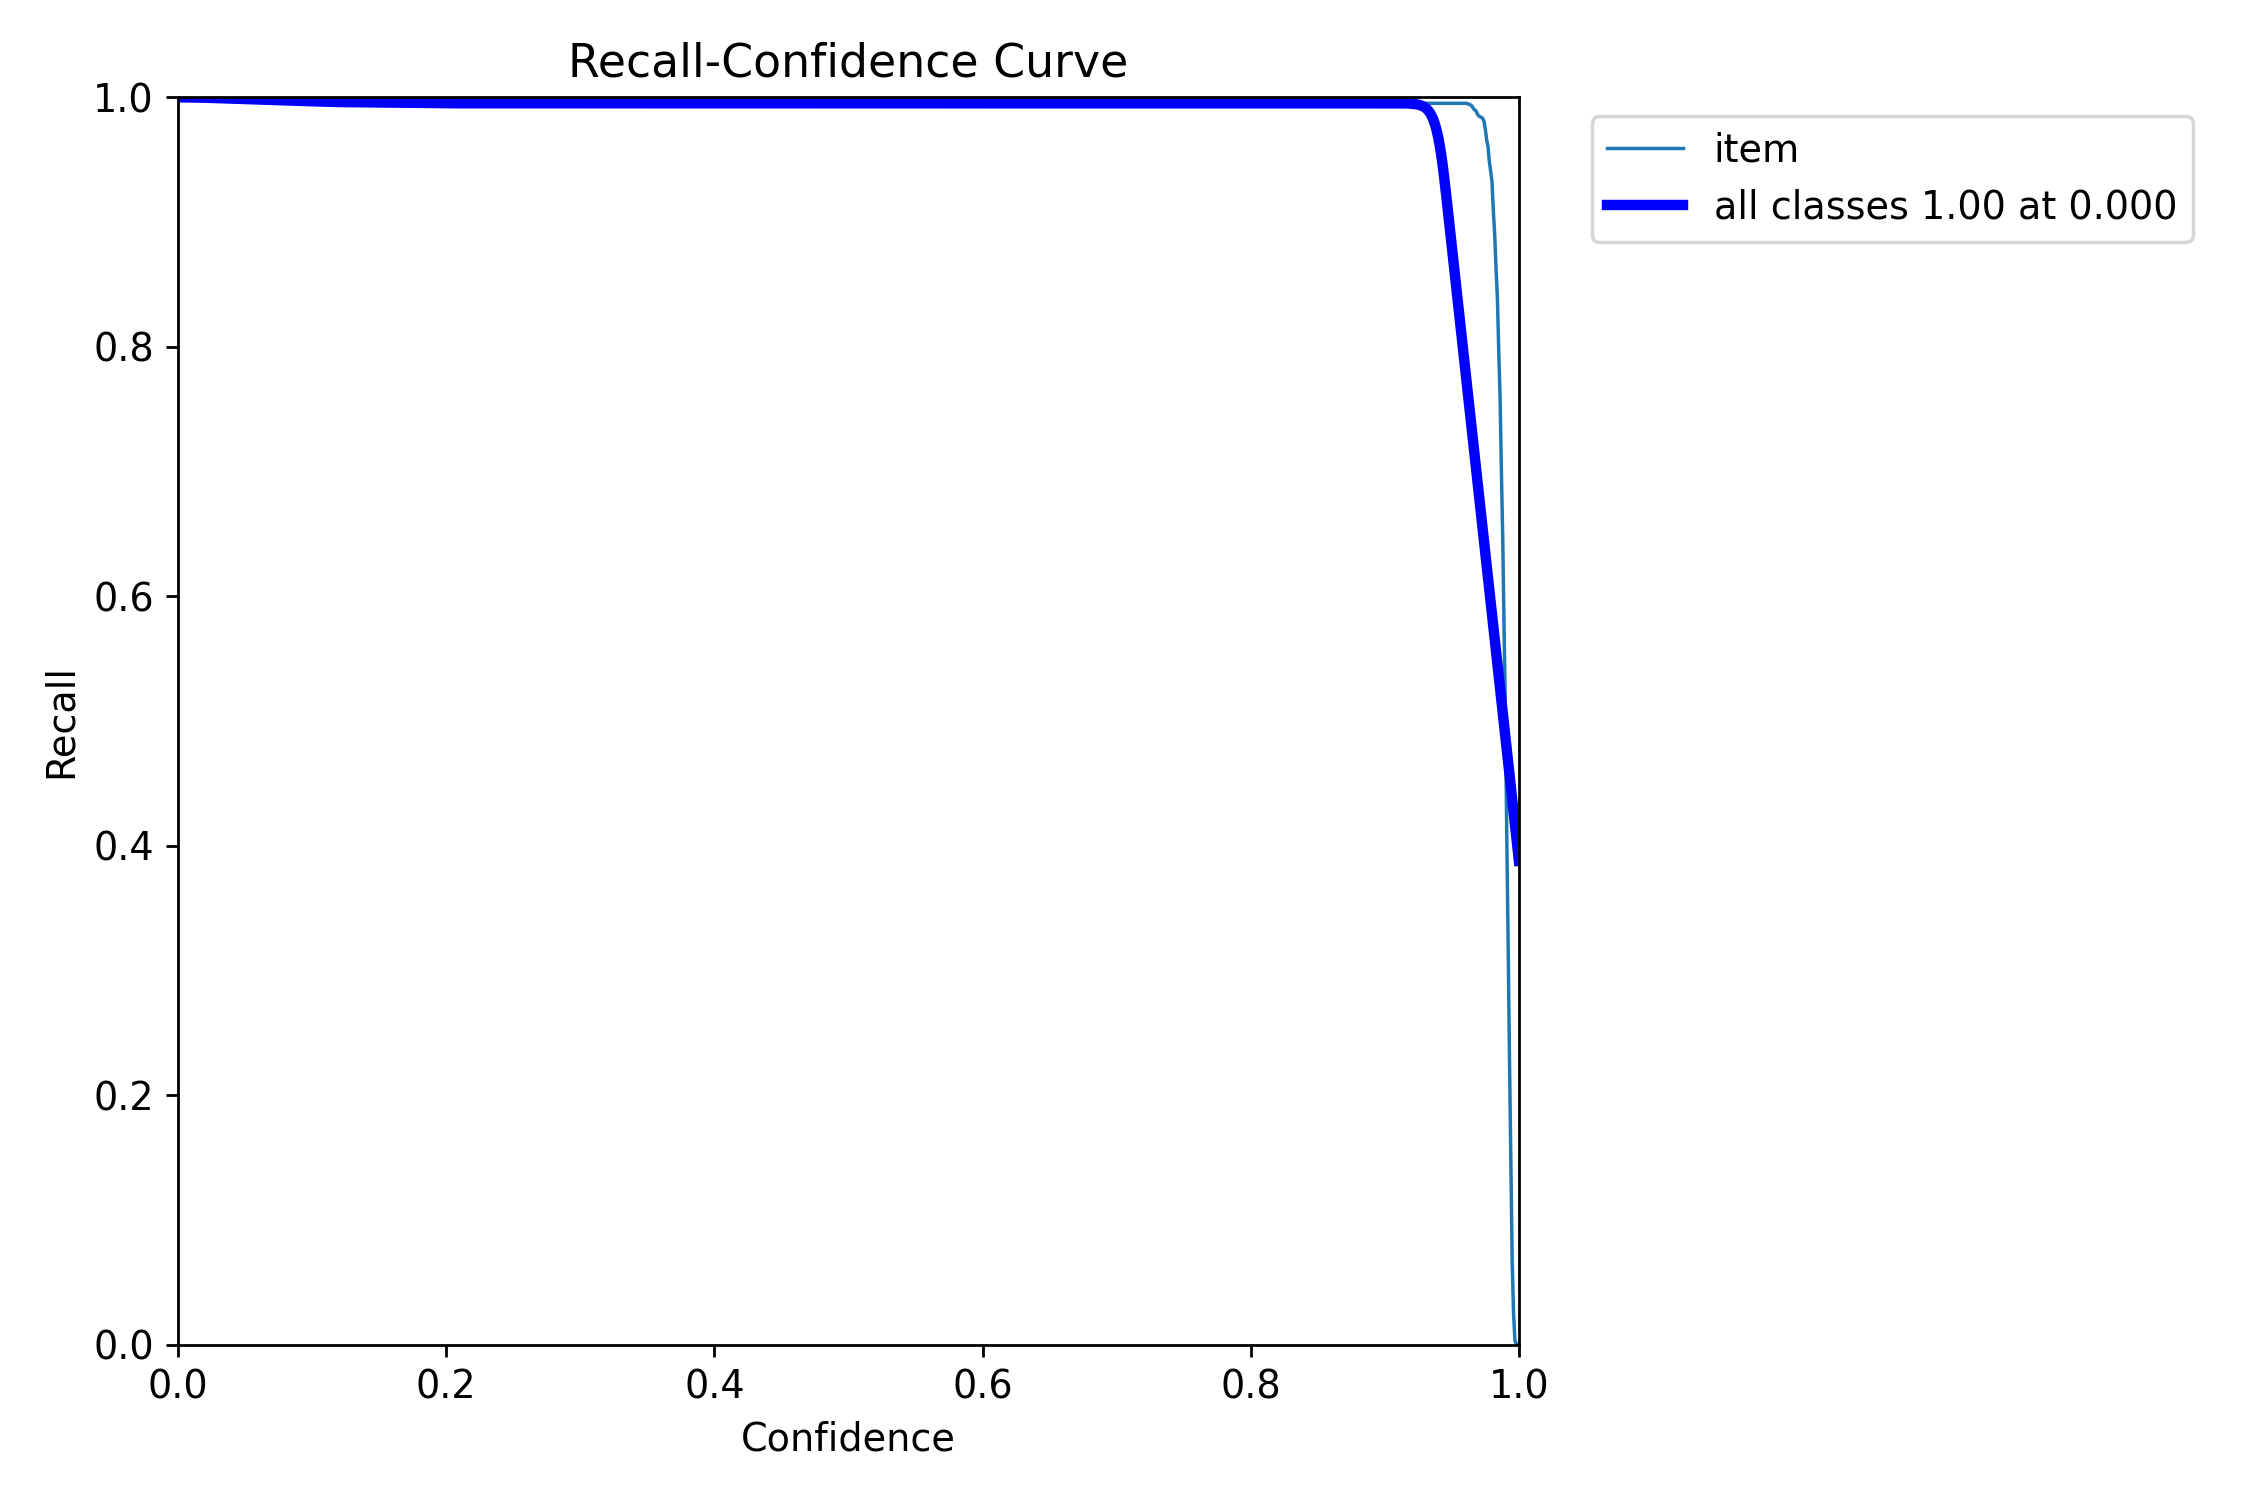 Recall-Confidence Curve
1.0
0.8
0.6
0.4
0.2
0.0
Recall
0.0 0.2 0.4 0.6 0.8 1.0
Confidence
item
all classes 1.00 at 0.000